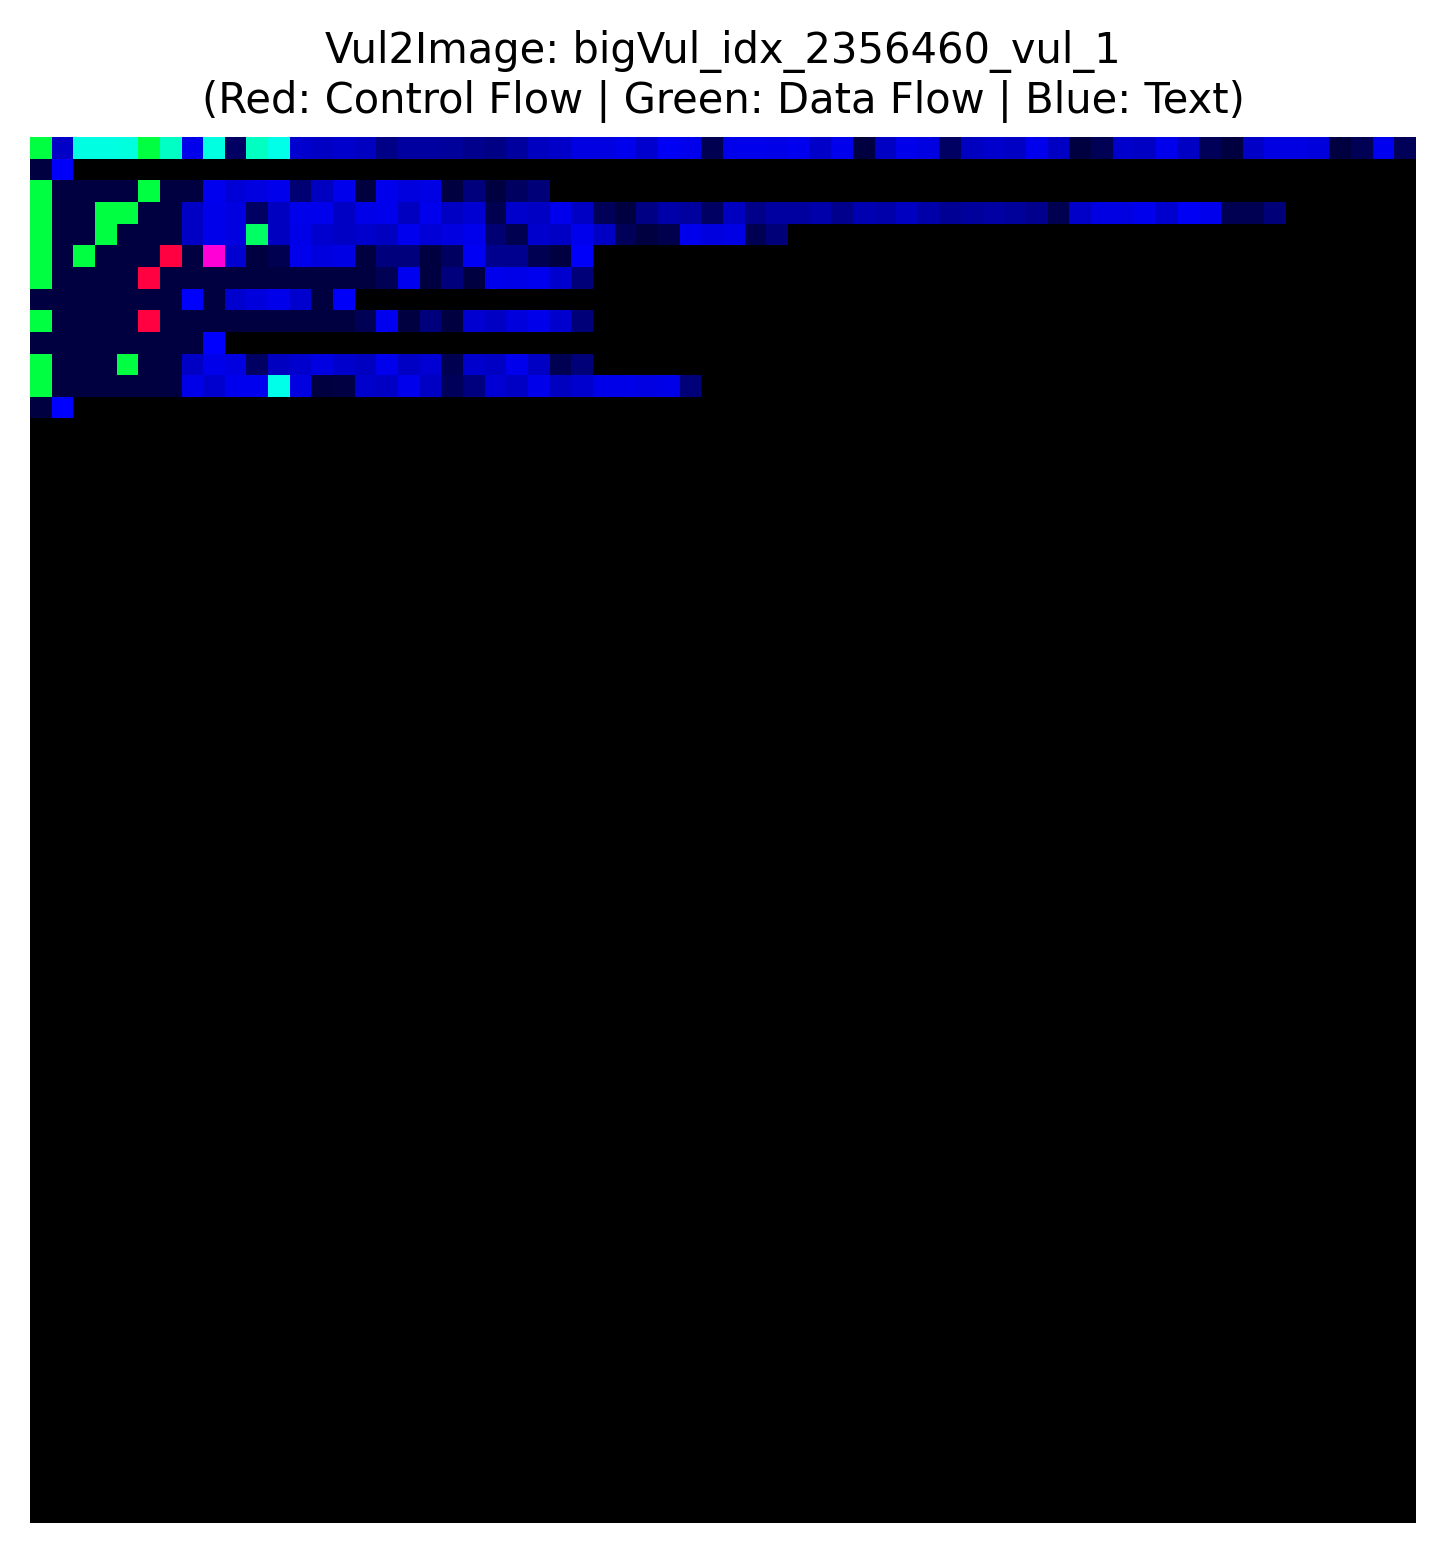 Vul2Image: bigVul_idx_2356460_vul_1
(Red: Control Flow | Green: Data Flow | Blue: Text)